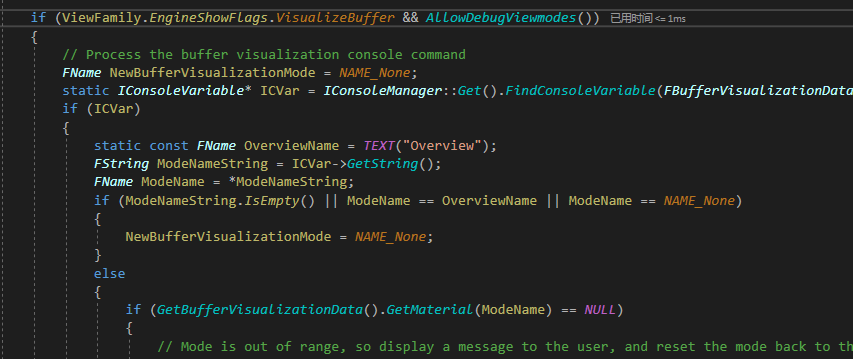 if (ViewFamily.EngineShowFlags.VisualizeBuffer && AllowDebugViewmodes()) 已用时间 <= 1ms
{
// Process the buffer visualization console command
FName NewBufferVisualizationMode = NAME_None;
static IConsoleVariable* ICVar = IConsoleManager::Get().FindConsoleVariable(FBufferVisualizationData
if (ICVar)
{
static const FName OverviewName = TEXT("Overview");
FString ModeNameString = ICVar->GetString();
FName ModeName = *ModeNameString;
if (ModeNameString.IsEmpty() || ModeName == OverviewName || ModeName == NAME_None)
{
NewBufferVisualizationMode = NAME_None;
}
else
{
if (GetBufferVisualizationData().GetMaterial(ModeName) == NULL)
{
// Mode is out of range, so display a message to the user, and reset the mode back to th